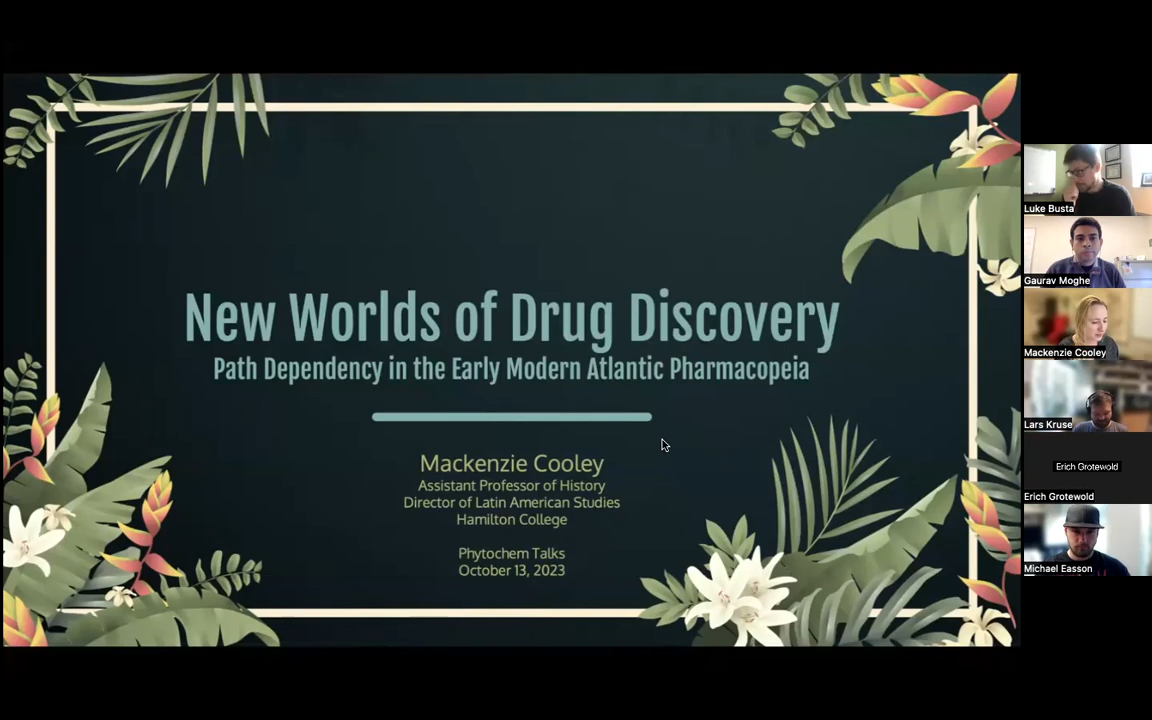 New Worlds of Drug Discovery
Path Dependency in the Early Modern Atlantic Pharmacopeia
Mackenzie Cooley
Assistant Professor of History
Director of Latin American Studies
Hamilton College
Phytochem Talks
October 13, 2023
Luke Busta
Gaurav Moghe
Mackenzie Cooley
Lars Kruse
Erich Grotewold
Erich Grotewold
Michael Easson